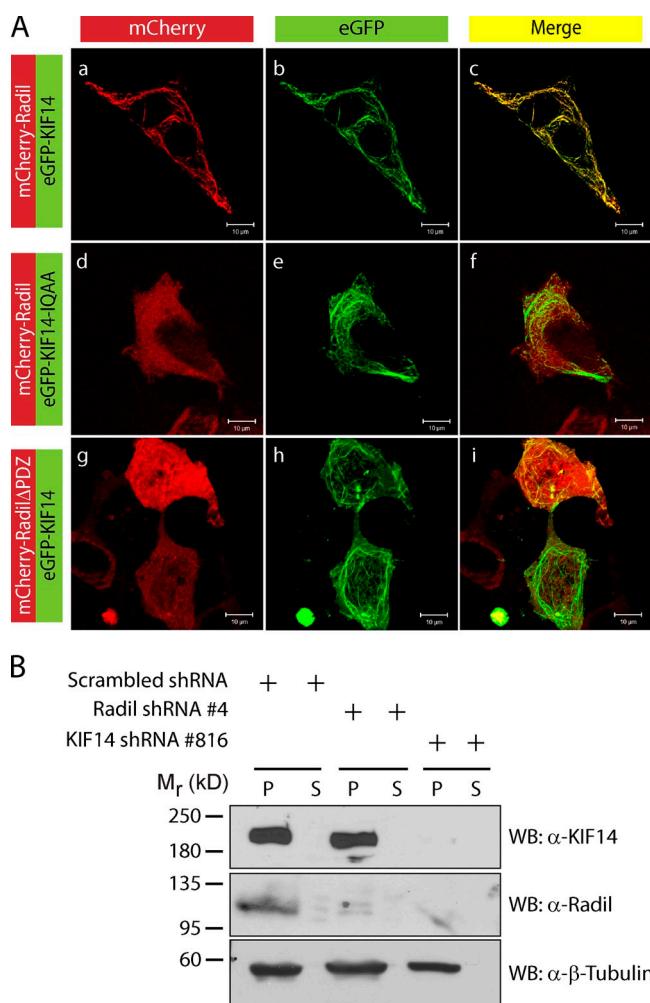 A
mCherry
eGFP
Merge
mCherry-Radil
eGFP-KIF14
a
b
c
10 µm
10 µm
10 µm
mCherry-Radil
eGFP-KIF14-IQAA
d
e
f
10 µm
10 µm
10 µm
mCherry-RadilΔPDZ
eGFP-KIF14
g
h
i
10 µm
10 µm
10 µm
B
Scrambled shRNA + +
Radil shRNA #4 + +
KIF14 shRNA #816 + +
Mr (kD) P S P S P S
250
180
WB: α-KIF14
135
95
WB: α-Radil
60
WB: α-β-Tubulin